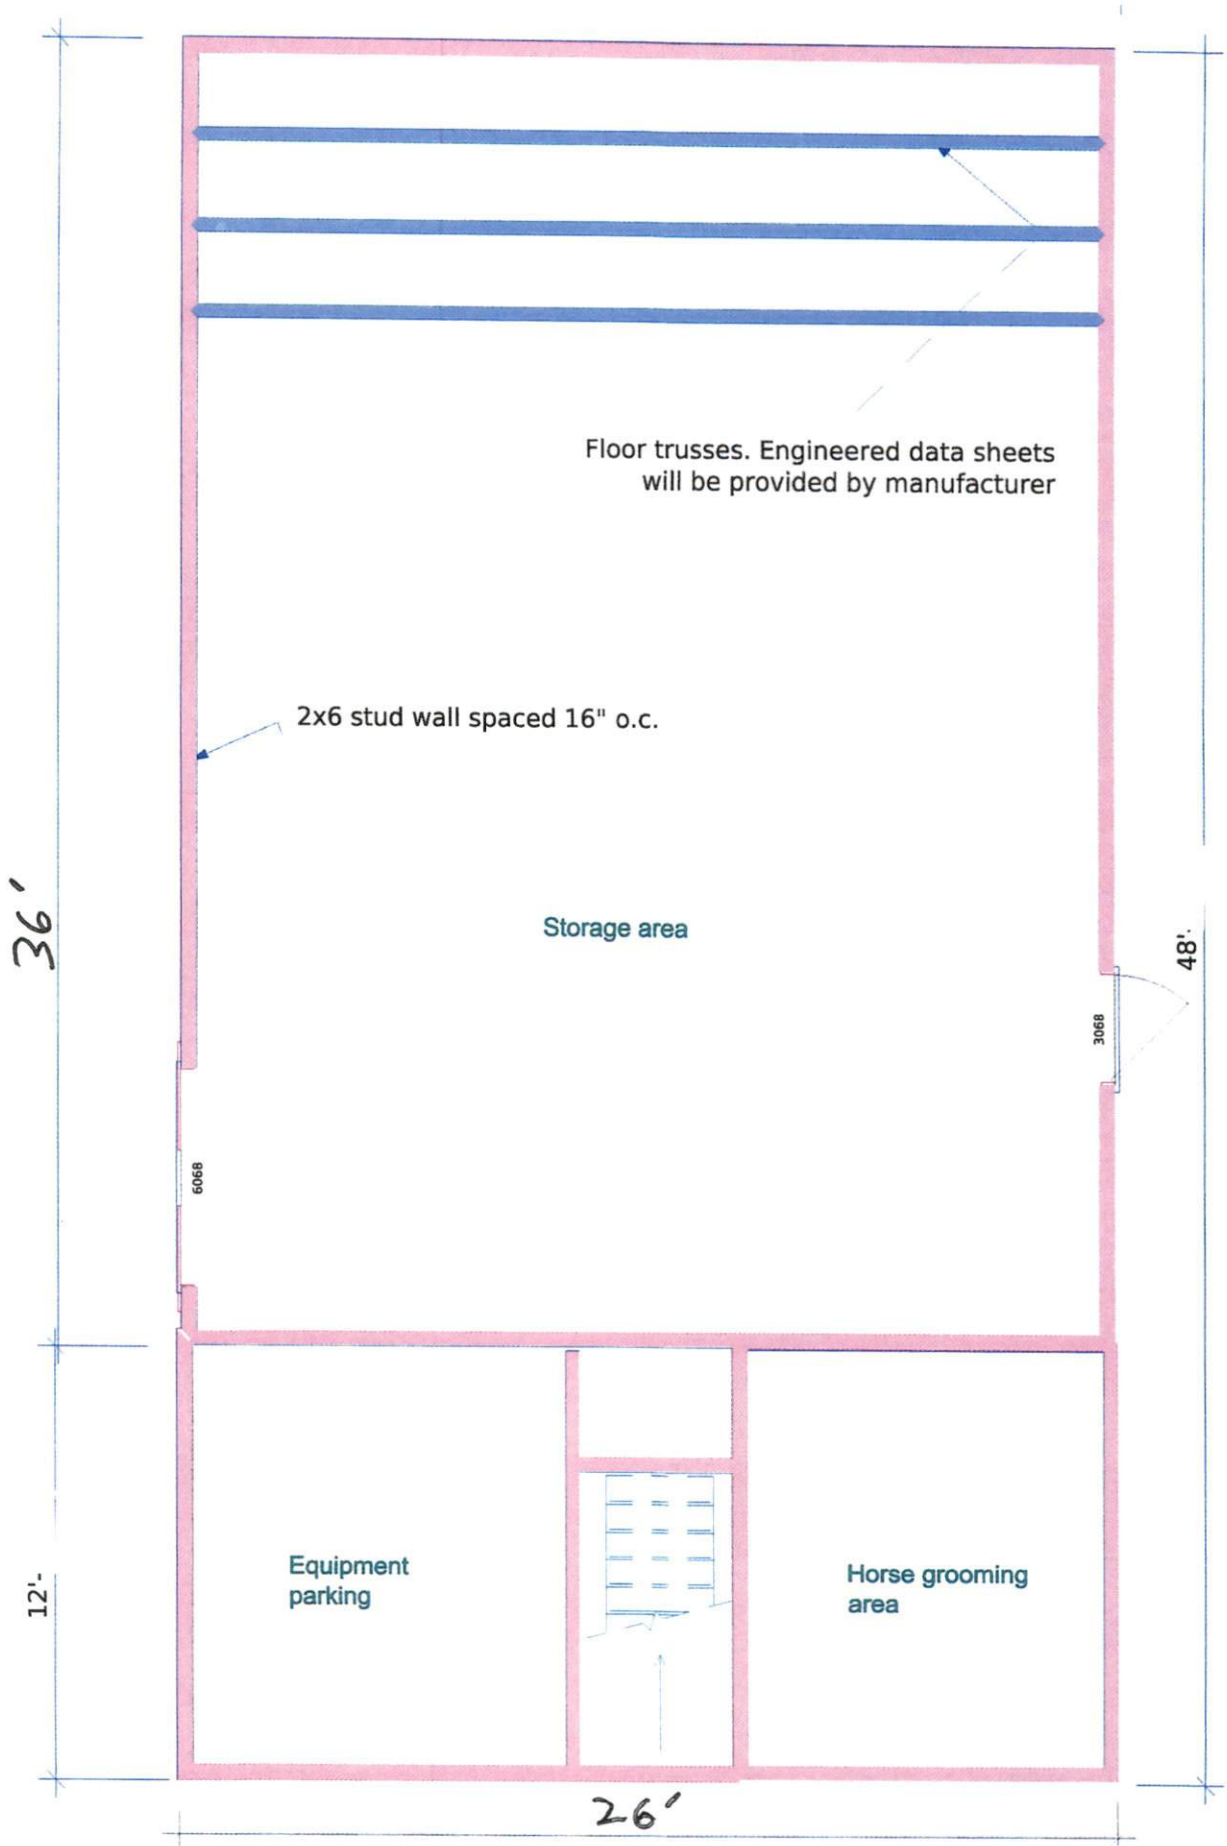 Floor trusses. Engineered data sheets
will be provided by manufacturer
2x6 stud wall spaced 16" o.c.
36'
Storage area
48'.
3068
6068
Equipment
parking
Horse grooming
area
12'-
26'